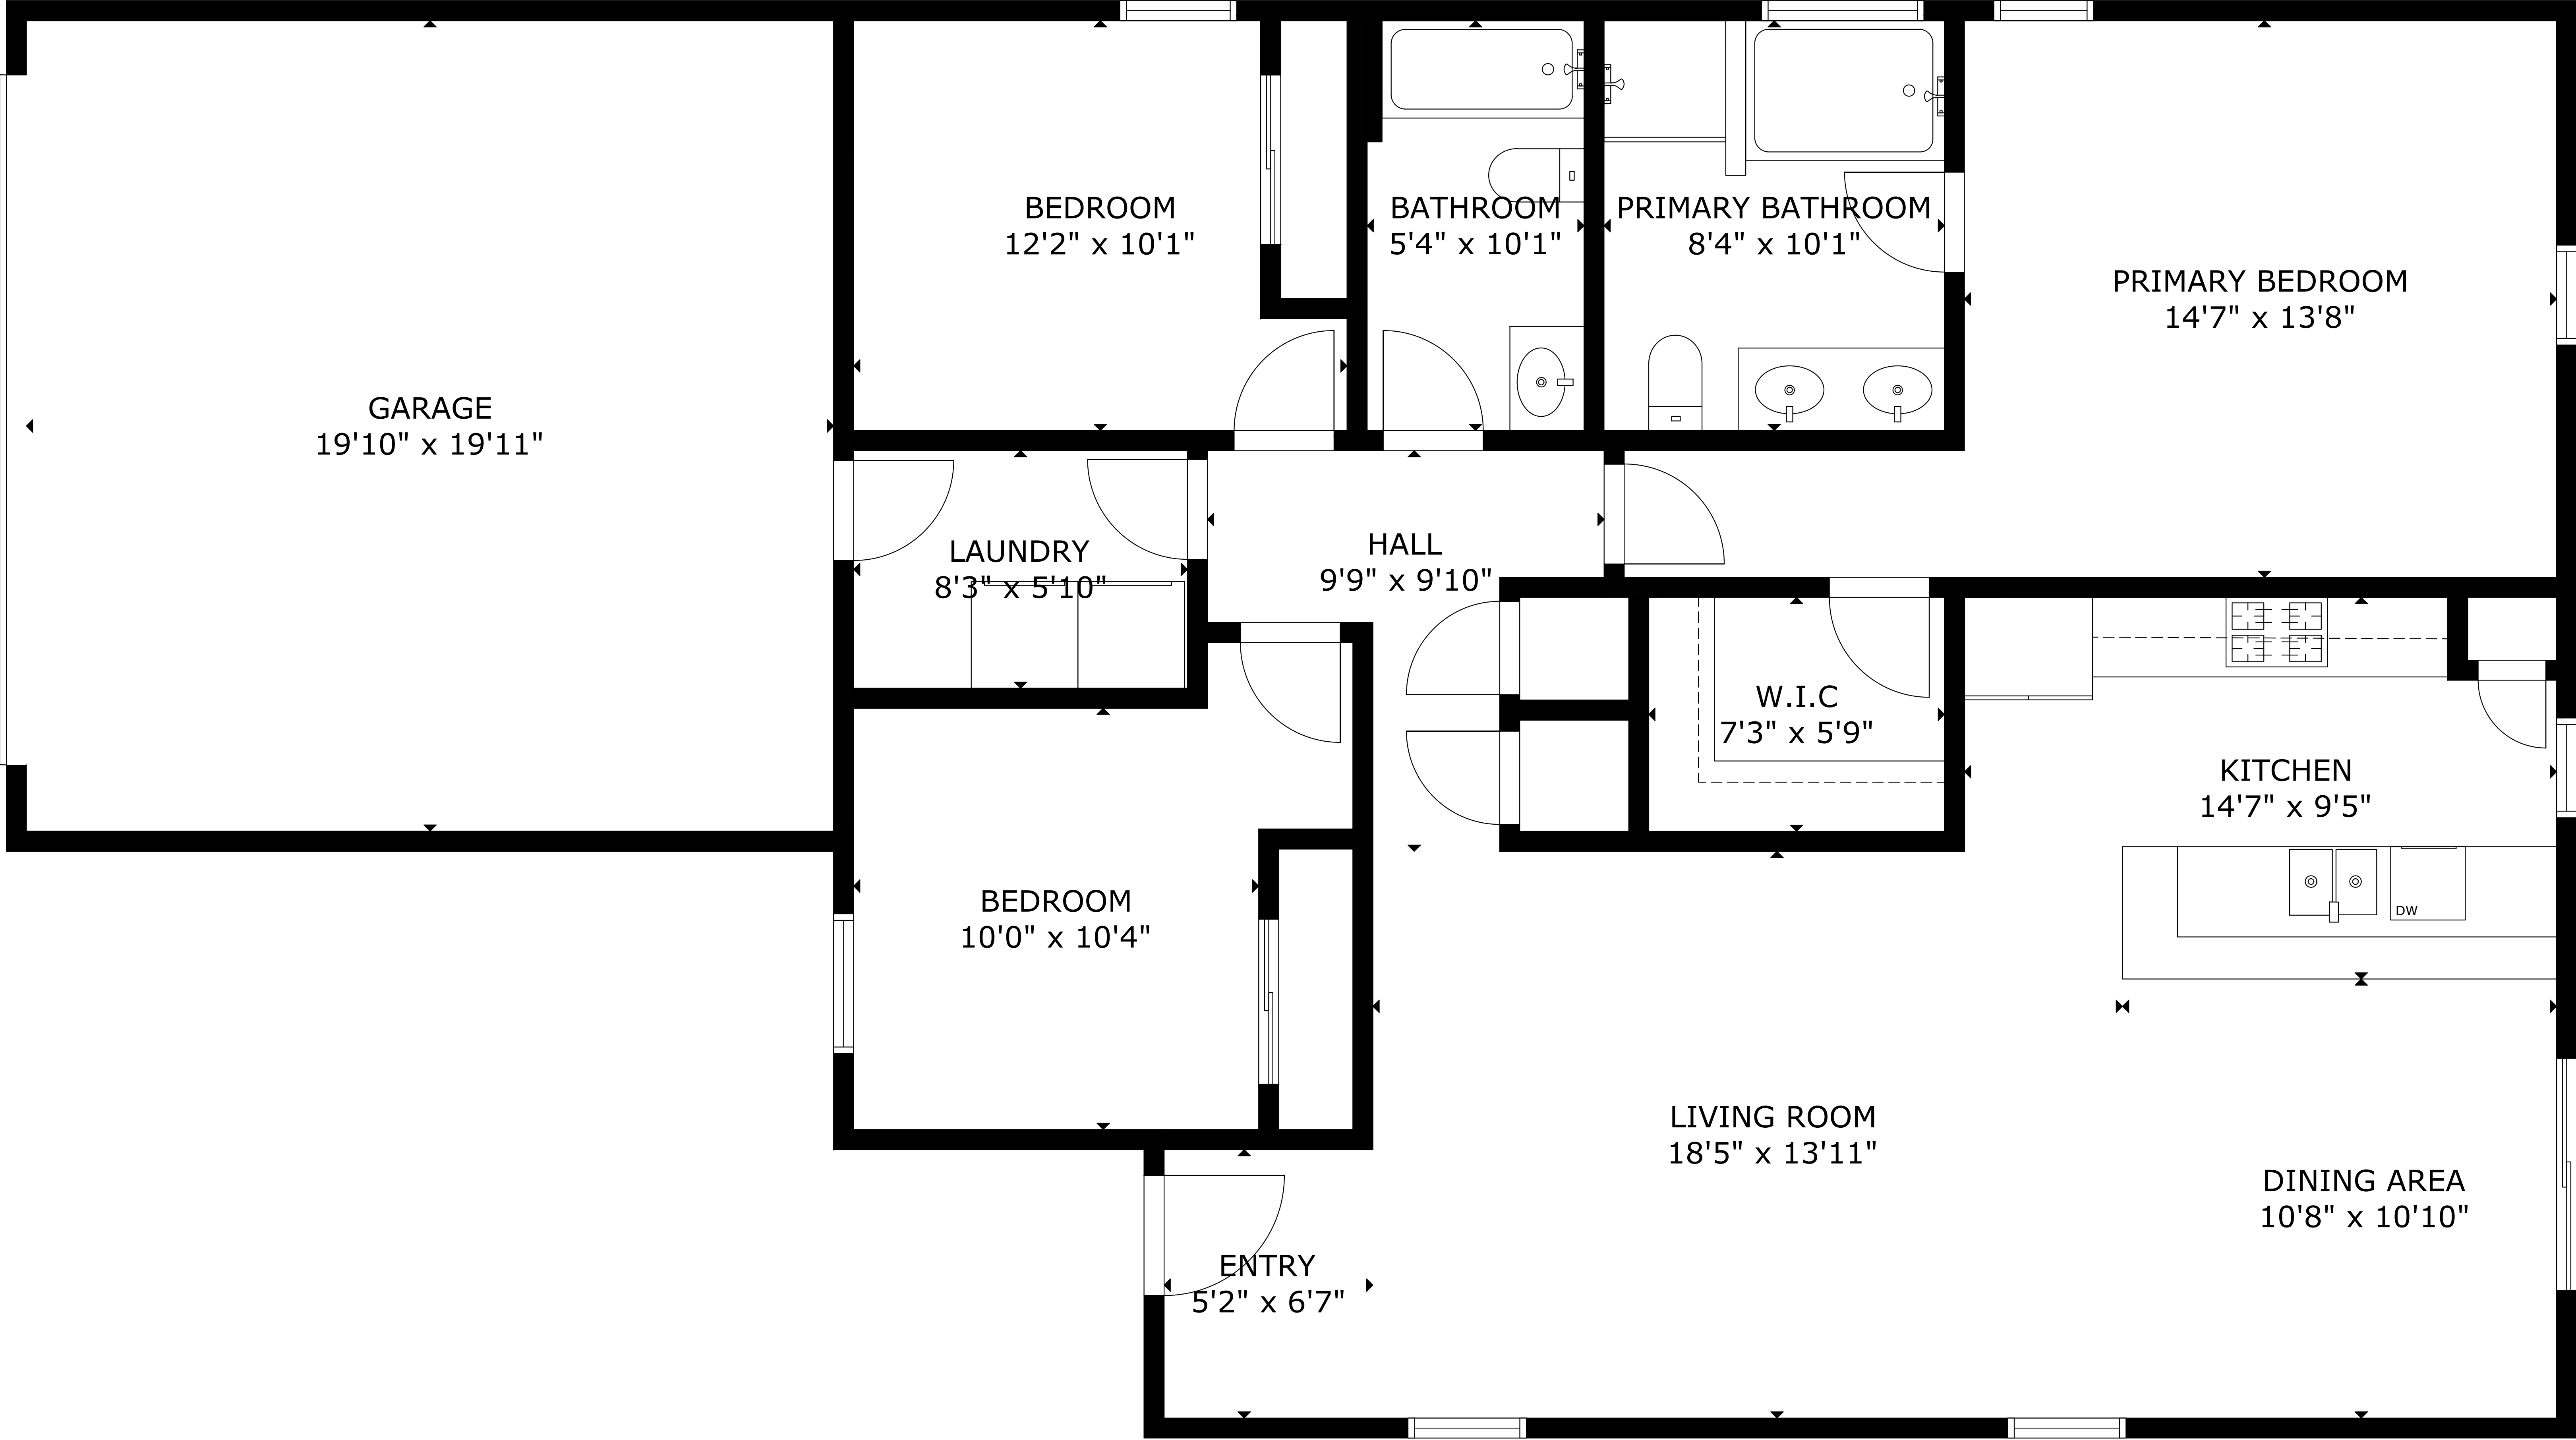 BEDROOM
12'2" x 10'1"
BATHROOM
5'4" x 10'1"
PRIMARY BATHROOM
8'4" x 10'1"
PRIMARY BEDROOM
14'7" x 13'8"
GARAGE
19'10" x 19'11"
LAUNDRY
8'3" x 5'10"
HALL
9'9" x 9'10"
W.I.C
7'3" x 5'9"
KITCHEN
14'7" x 9'5"
BEDROOM
10'0" x 10'4"
DW
LIVING ROOM
18'5" x 13'11"
DINING AREA
10'8" x 10'10"
ENTRY
5'2" x 6'7"